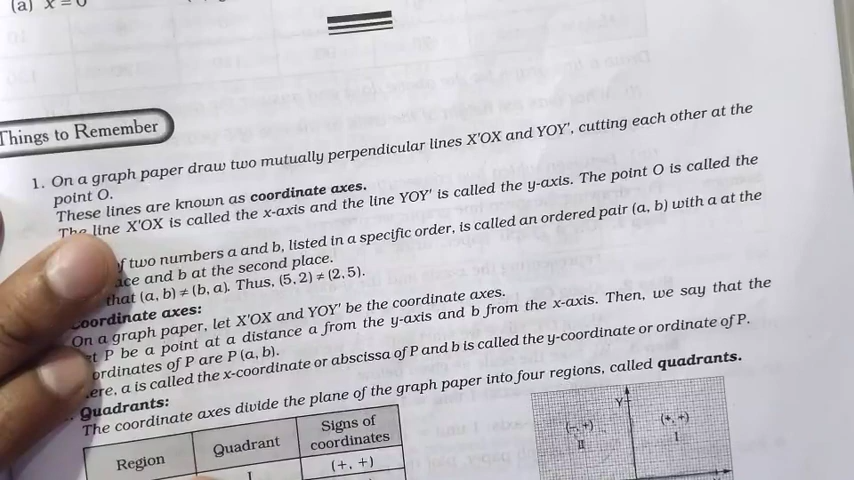 (a) x = 0
Things to Remember
1. On a graph paper draw two mutually perpendicular lines X'OX and YOY', cutting each other at the
point O.
These lines are known as coordinate axes.
The line X'OX is called the x-axis and the line YOY' is called the y-axis. The point O is called the
of two numbers a and b, listed in a specific order, is called an ordered pair (a, b) with a at the
and b at the second place.
that (a, b) ≠ (b, a). Thus, (5, 2) ≠ (2, 5).
Coordinate axes:
On a graph paper, let X'OX and YOY' be the coordinate axes.
P be a point at a distance a from the y-axis and b from the x-axis. Then, we say that the
ordinates of P are P (a, b).
ere, a is called the x-coordinate or abscissa of P and b is called the y-coordinate or ordinate of P.
Quadrants:
The coordinate axes divide the plane of the graph paper into four regions, called quadrants.
Region Quadrant Signs of coordinates
I (+, +)
Y
(−, +) (+, +)
II I